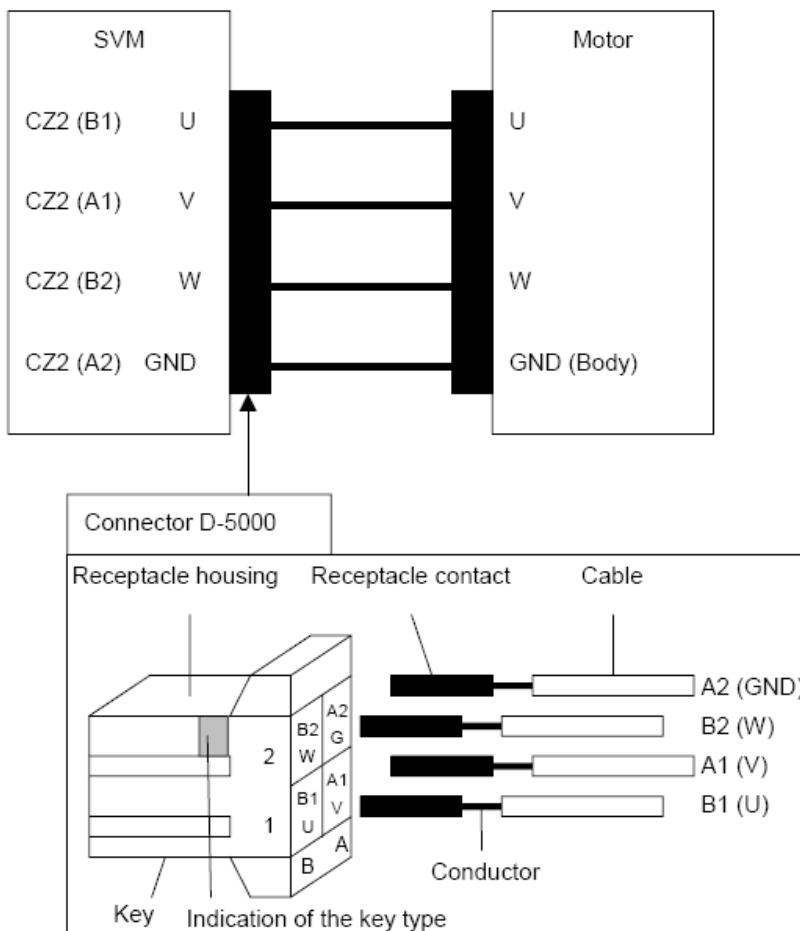 SVM
Motor
CZ2 (B1) U
U
CZ2 (A1) V
V
CZ2 (B2) W
W
CZ2 (A2) GND
GND (Body)
Connector D-5000
Receptacle housing
Receptacle contact
Cable
A2 (GND)
B2 (W)
A1 (V)
B1 (U)
2
1
B2
W
A2
G
B1
U
A1
V
B
A
Conductor
Key
Indication of the key type